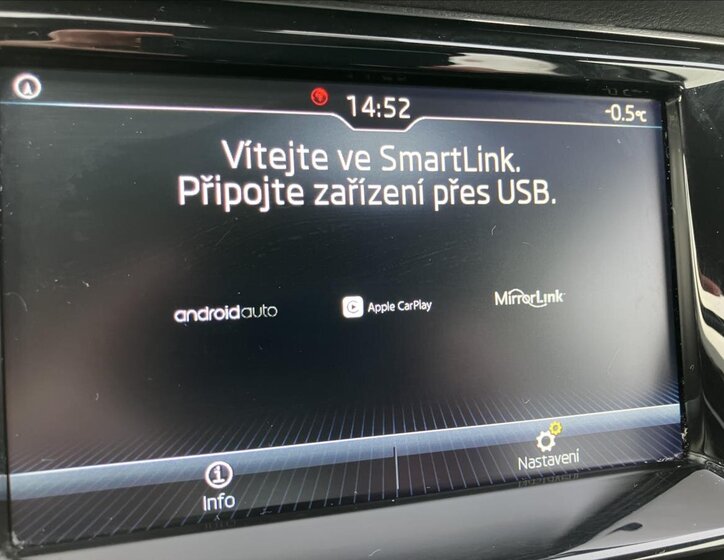 14:52
-0.5°C
Vítejte ve SmartLink.
Připojte zařízení přes USB.
androidauto
Apple CarPlay
MirrorLink
Info
Nastavení